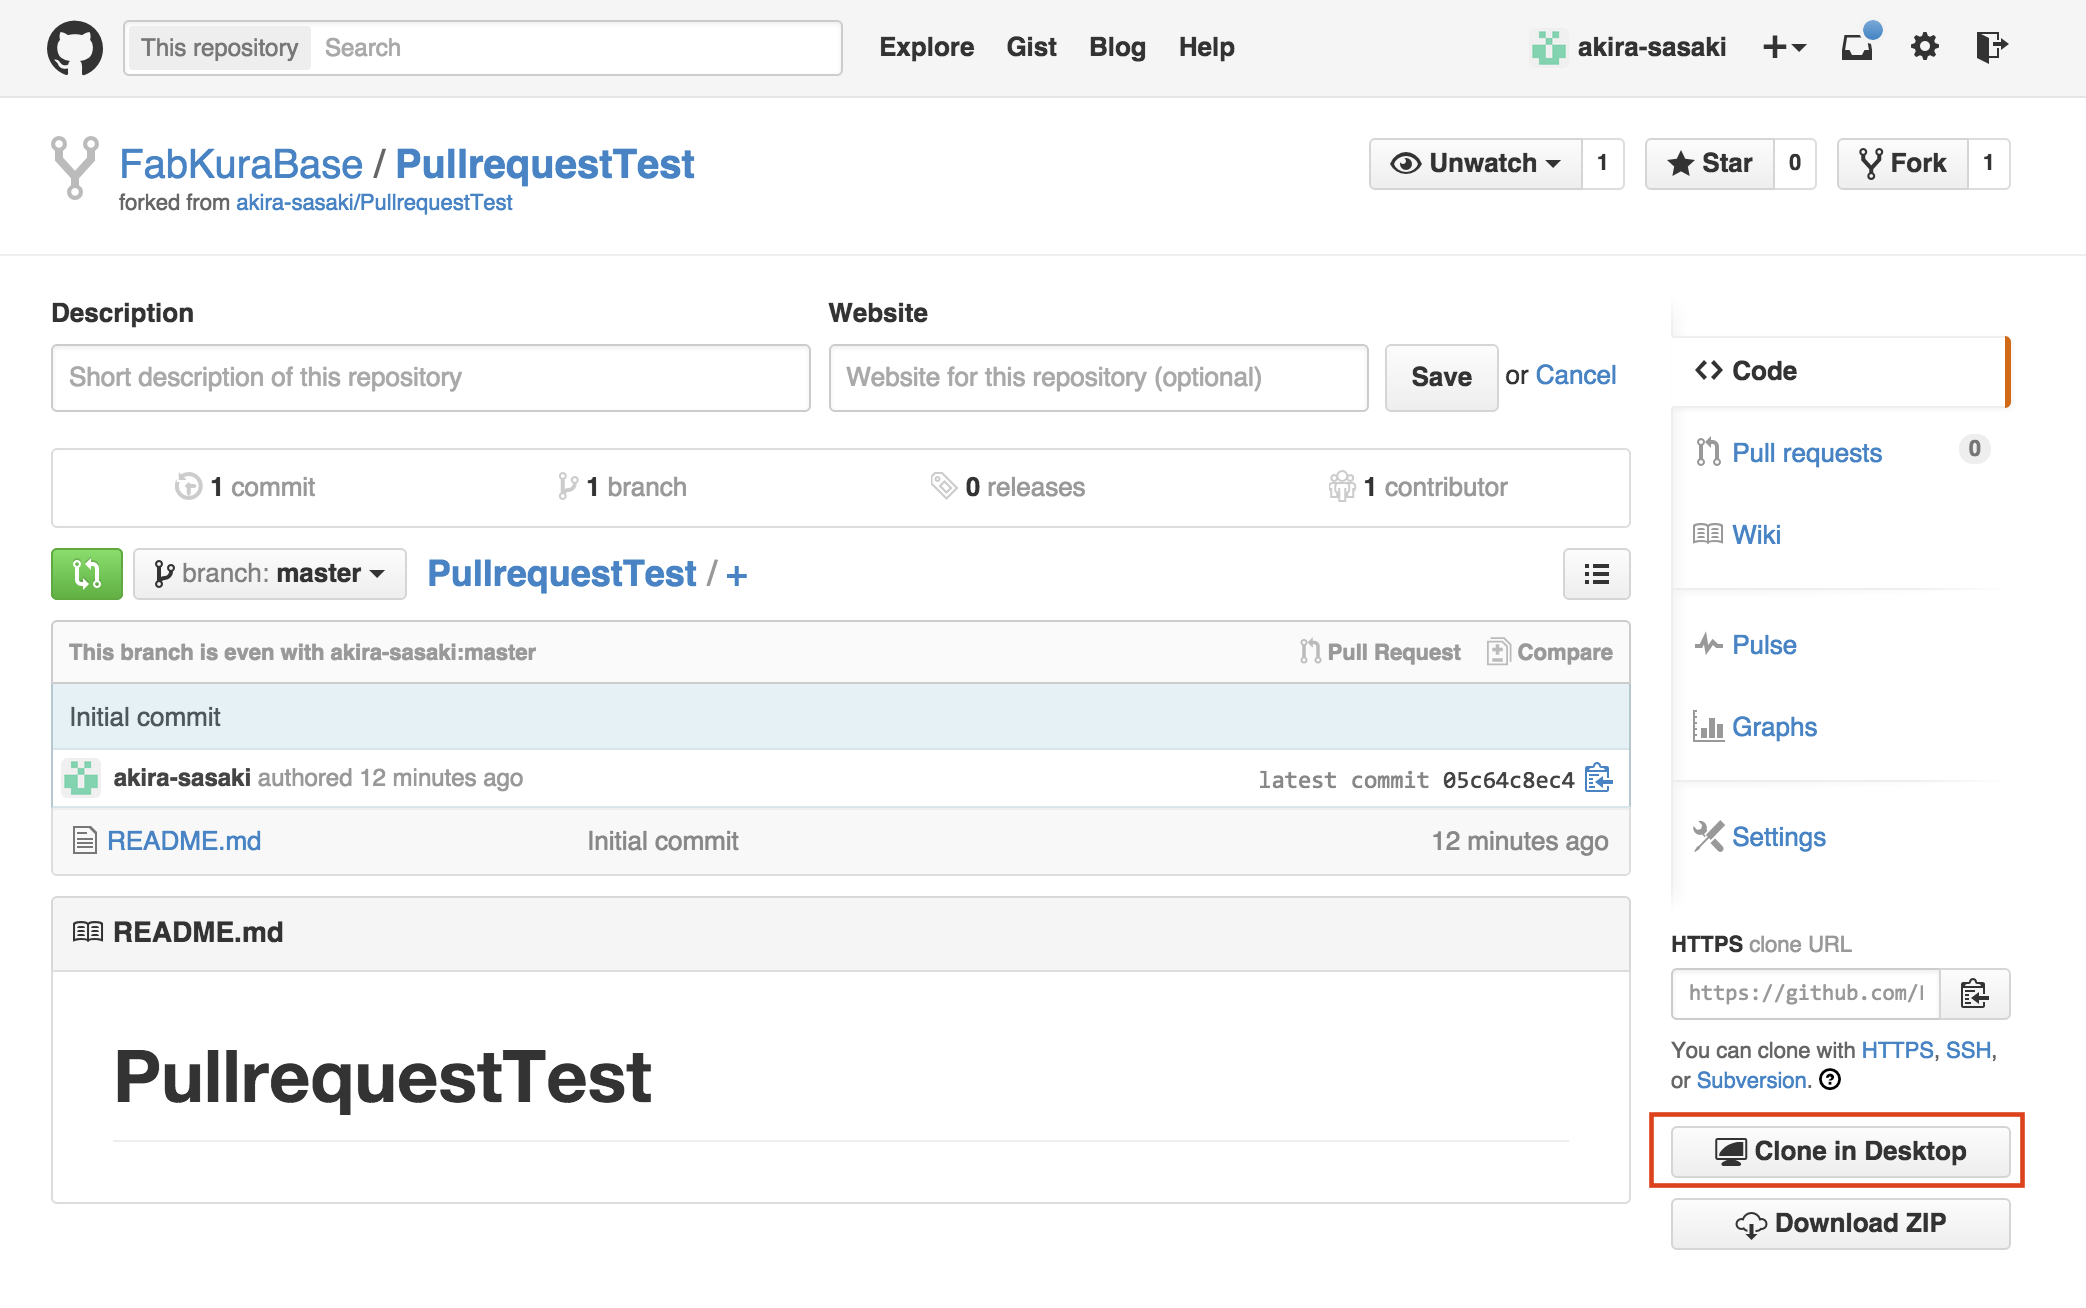 This repository Search Explore Gist Blog Help akira-sasaki
FabKuraBase / PullrequestTest
forked from akira-sasaki/PullrequestTest
Unwatch 1 Star 0 Fork 1
Description Website
Short description of this repository Website for this repository (optional) Save or Cancel
1 commit 1 branch 0 releases 1 contributor
branch: master PullrequestTest / +
This branch is even with akira-sasaki:master Pull Request Compare
Initial commit
akira-sasaki authored 12 minutes ago latest commit 05c64c8ec4
README.md Initial commit 12 minutes ago
README.md
PullrequestTest
Code
Pull requests 0
Wiki
Pulse
Graphs
Settings
HTTPS clone URL
https://github.com/
You can clone with HTTPS, SSH,
or Subversion.
Clone in Desktop
Download ZIP